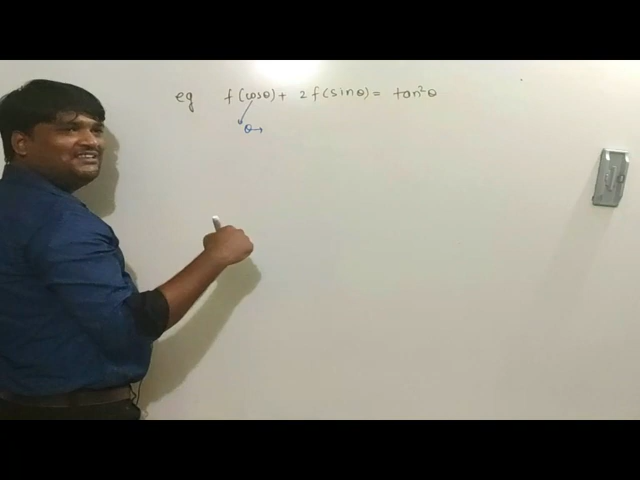 eg f(cosθ) + 2f(sinθ) = tan²θ
θ→